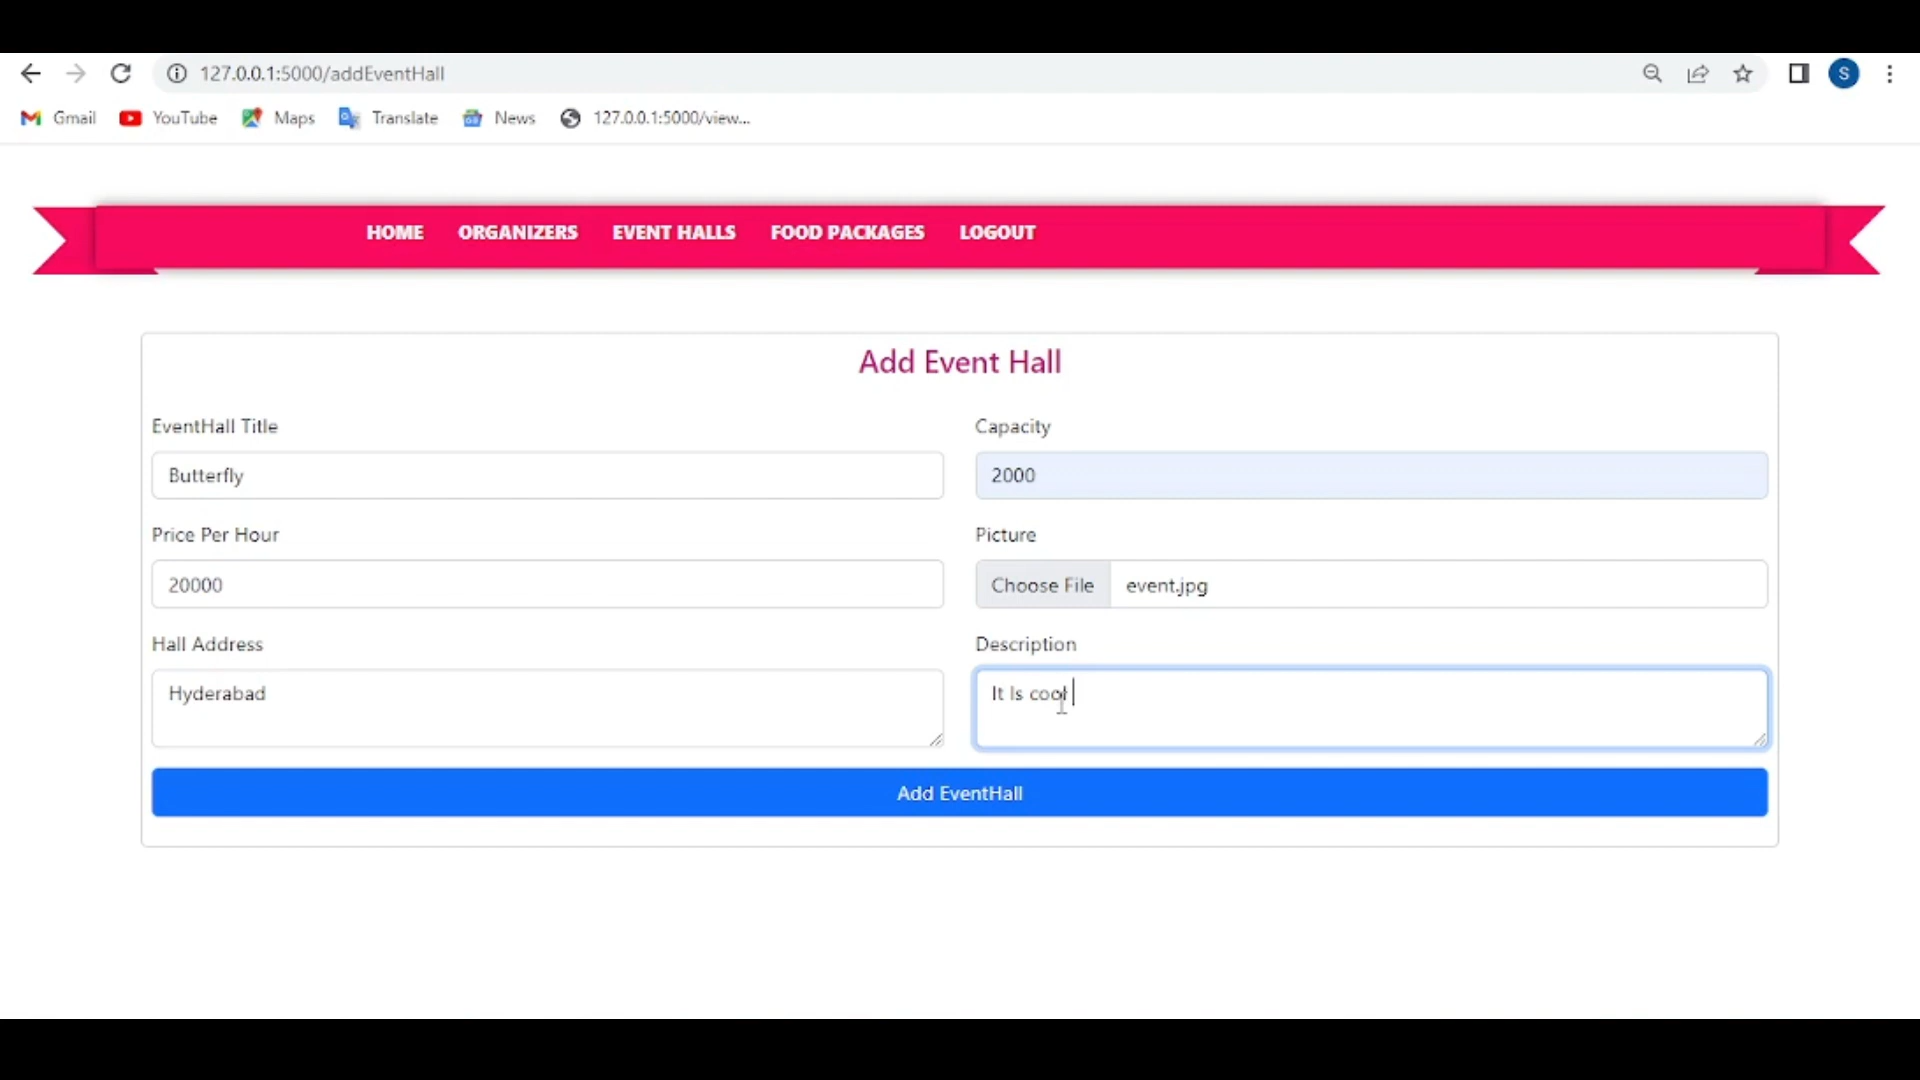 127.0.0.1:5000/addEventHall
S
Gmail YouTube Maps Translate News 127.0.0.1:5000/view...
HOME ORGANIZERS EVENT HALLS FOOD PACKAGES LOGOUT
Add Event Hall
EventHall Title Capacity
Butterfly 2000
Price Per Hour Picture
20000 Choose File event.jpg
Hall Address Description
Hyderabad It Is cool
Add EventHall